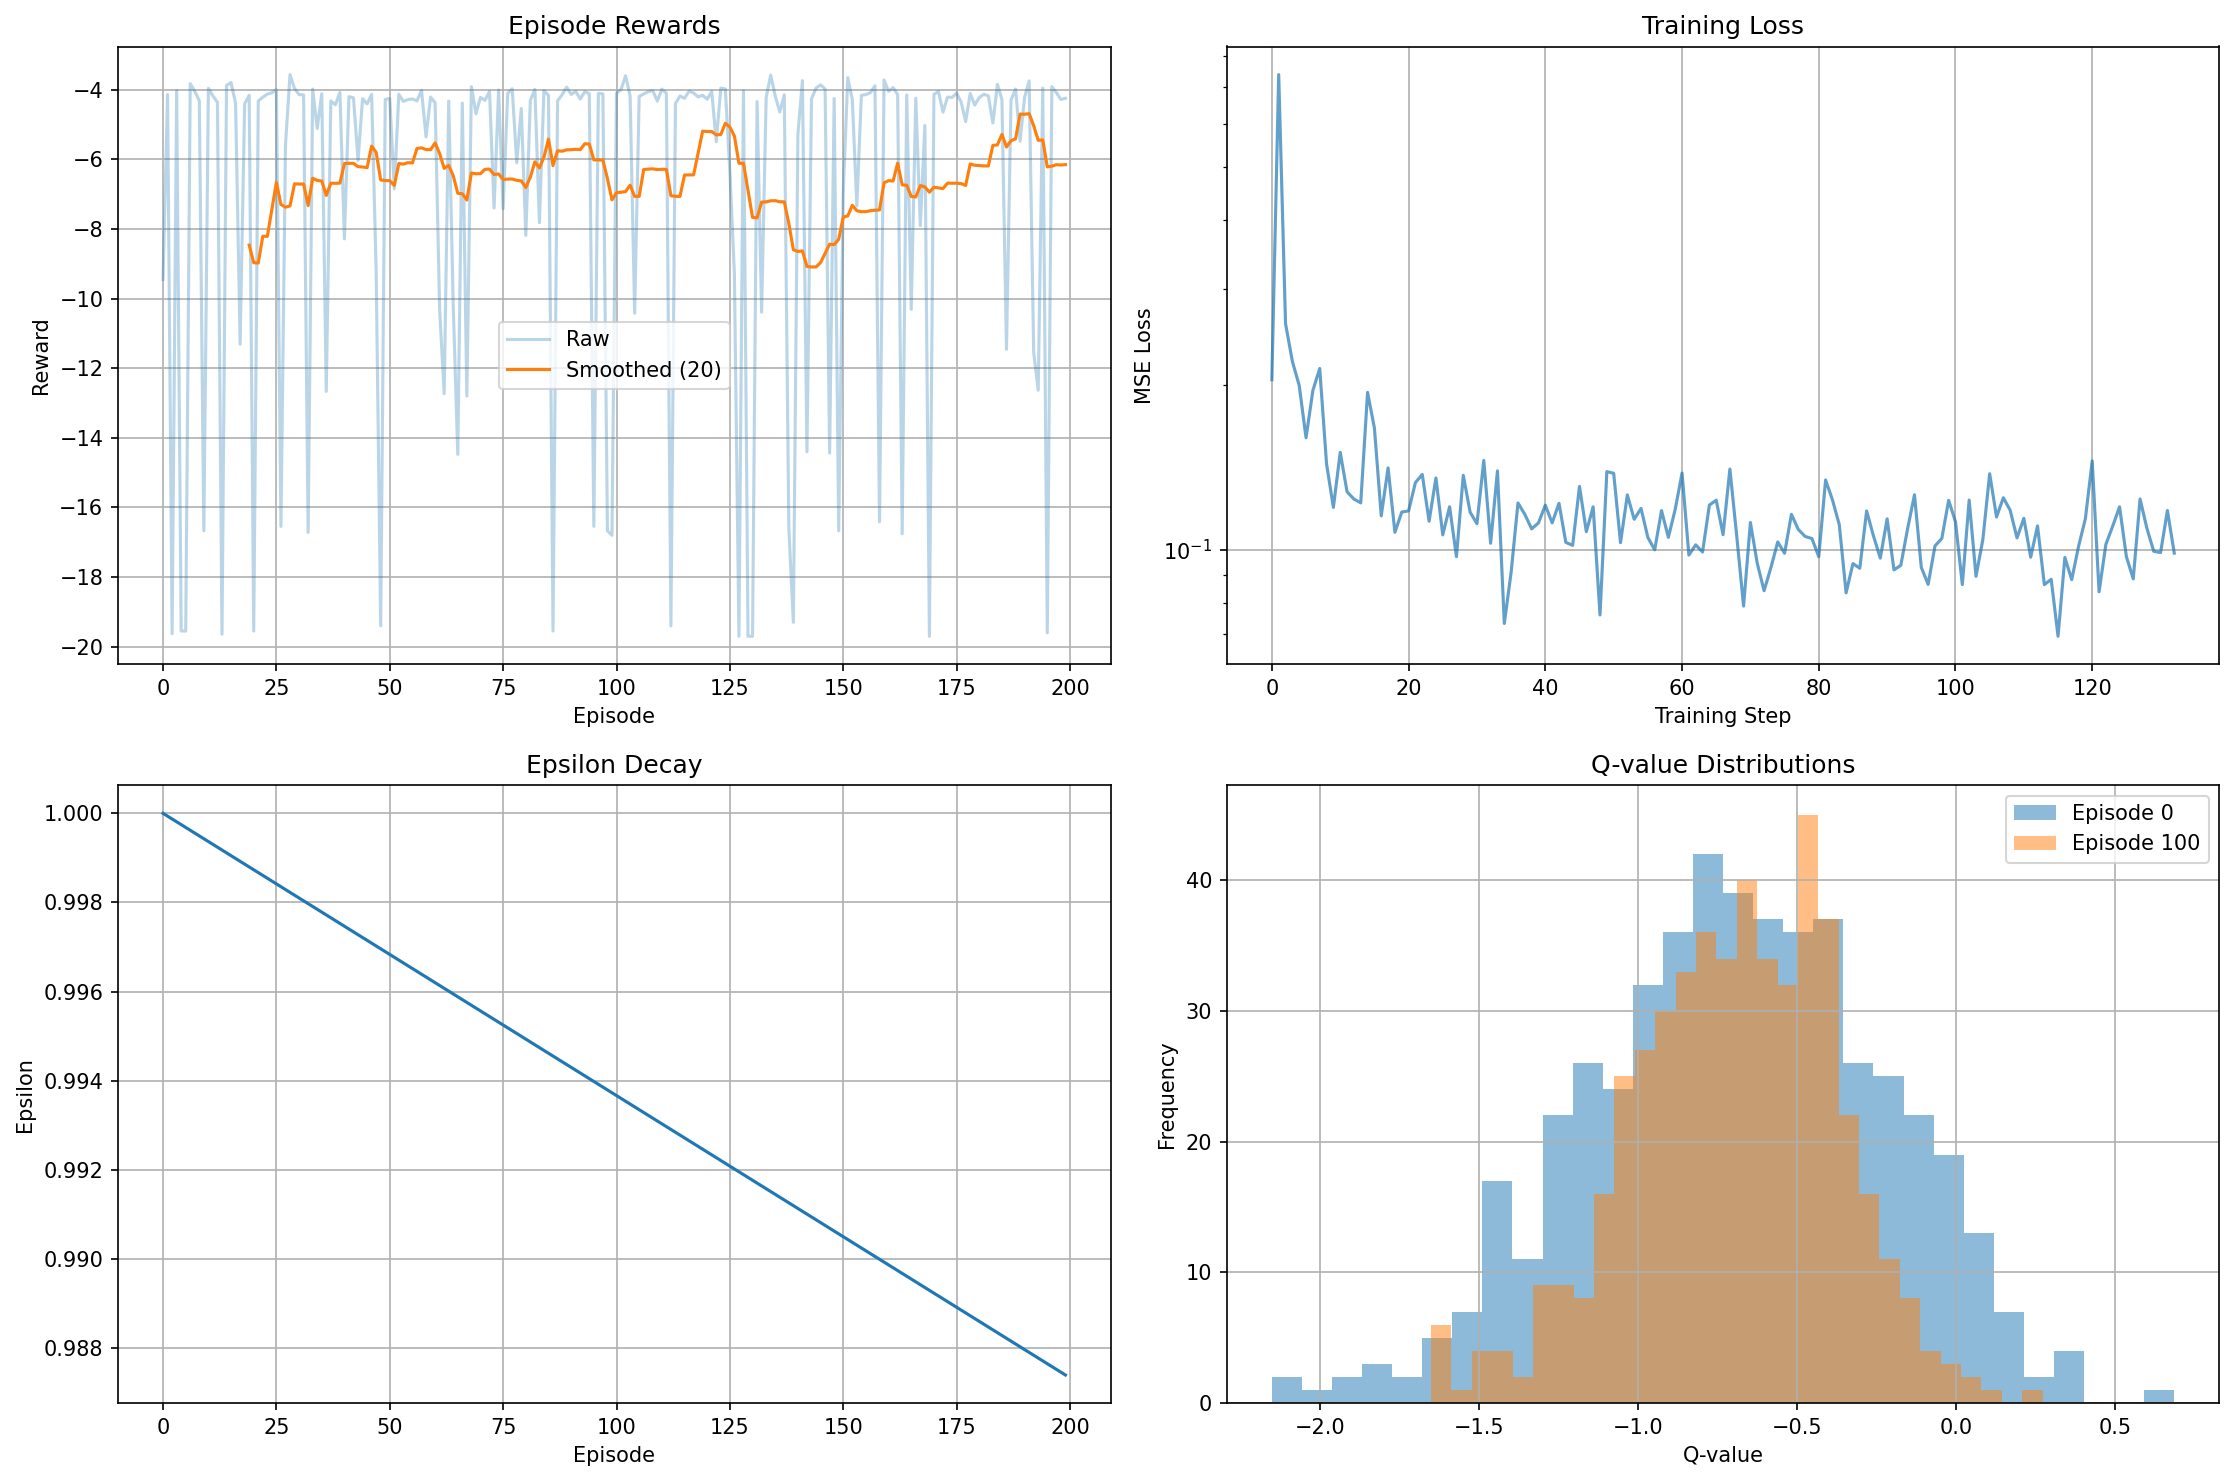 Episode Rewards
−4
−6
−8
−10
−12
−14
−16
−18
−20
Reward
Raw
Smoothed (20)
0 25 50 75 100 125 150 175 200
Episode
Training Loss
10−1
MSE Loss
0 20 40 60 80 100 120
Training Step
Epsilon Decay
1.000
0.998
0.996
0.994
0.992
0.990
0.988
Epsilon
0 25 50 75 100 125 150 175 200
Episode
Q-value Distributions
Episode 0
Episode 100
40
30
20
10
0
Frequency
−2.0 −1.5 −1.0 −0.5 0.0 0.5
Q-value